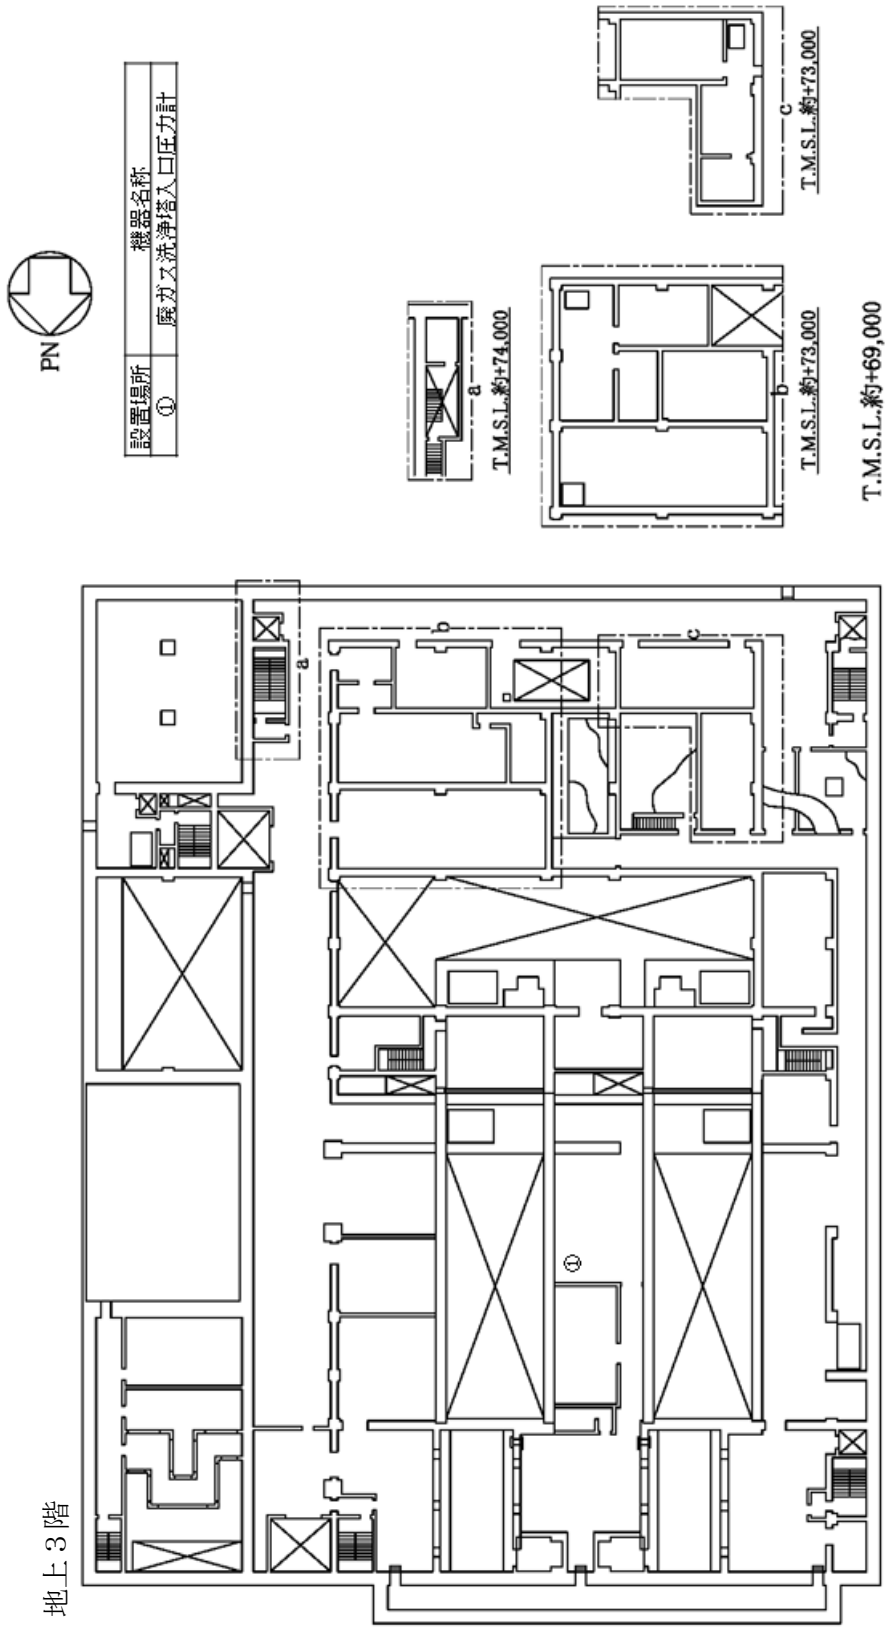 地上３階
PN
設置場所 機器名称
① 廃ガス洗浄塔入口圧力計
a
b
c
①
a
T.M.S.L.約+74,000
b
T.M.S.L.約+73,000
c
T.M.S.L.約+73,000
T.M.S.L.約+69,000